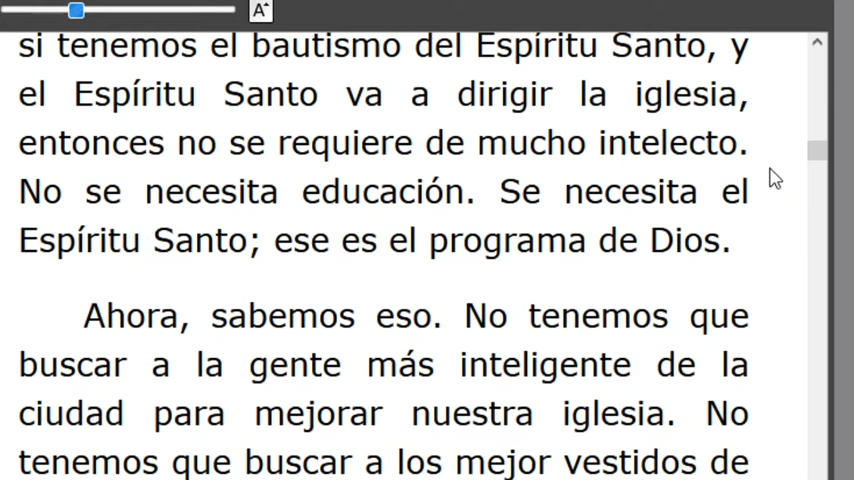 A
si tenemos el bautismo del Espíritu Santo, y
el Espíritu Santo va a dirigir la iglesia,
entonces no se requiere de mucho intelecto.
No se necesita educación. Se necesita el
Espíritu Santo; ese es el programa de Dios.
Ahora, sabemos eso. No tenemos que
buscar a la gente más inteligente de la
ciudad para mejorar nuestra iglesia. No
tenemos que buscar a los mejor vestidos de